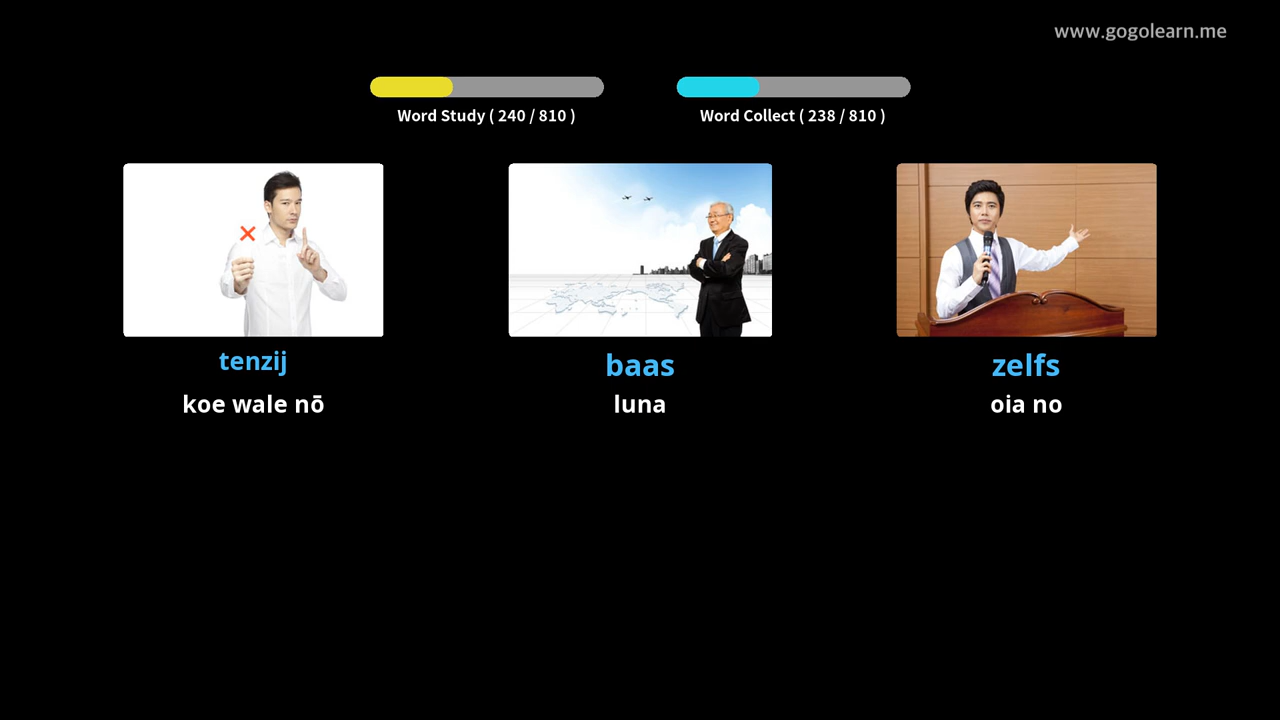 www.gogolearn.me
Word Study ( 240 / 810 )
Word Collect ( 238 / 810 )
tenzij
koe wale nō
baas
luna
zelfs
oia no